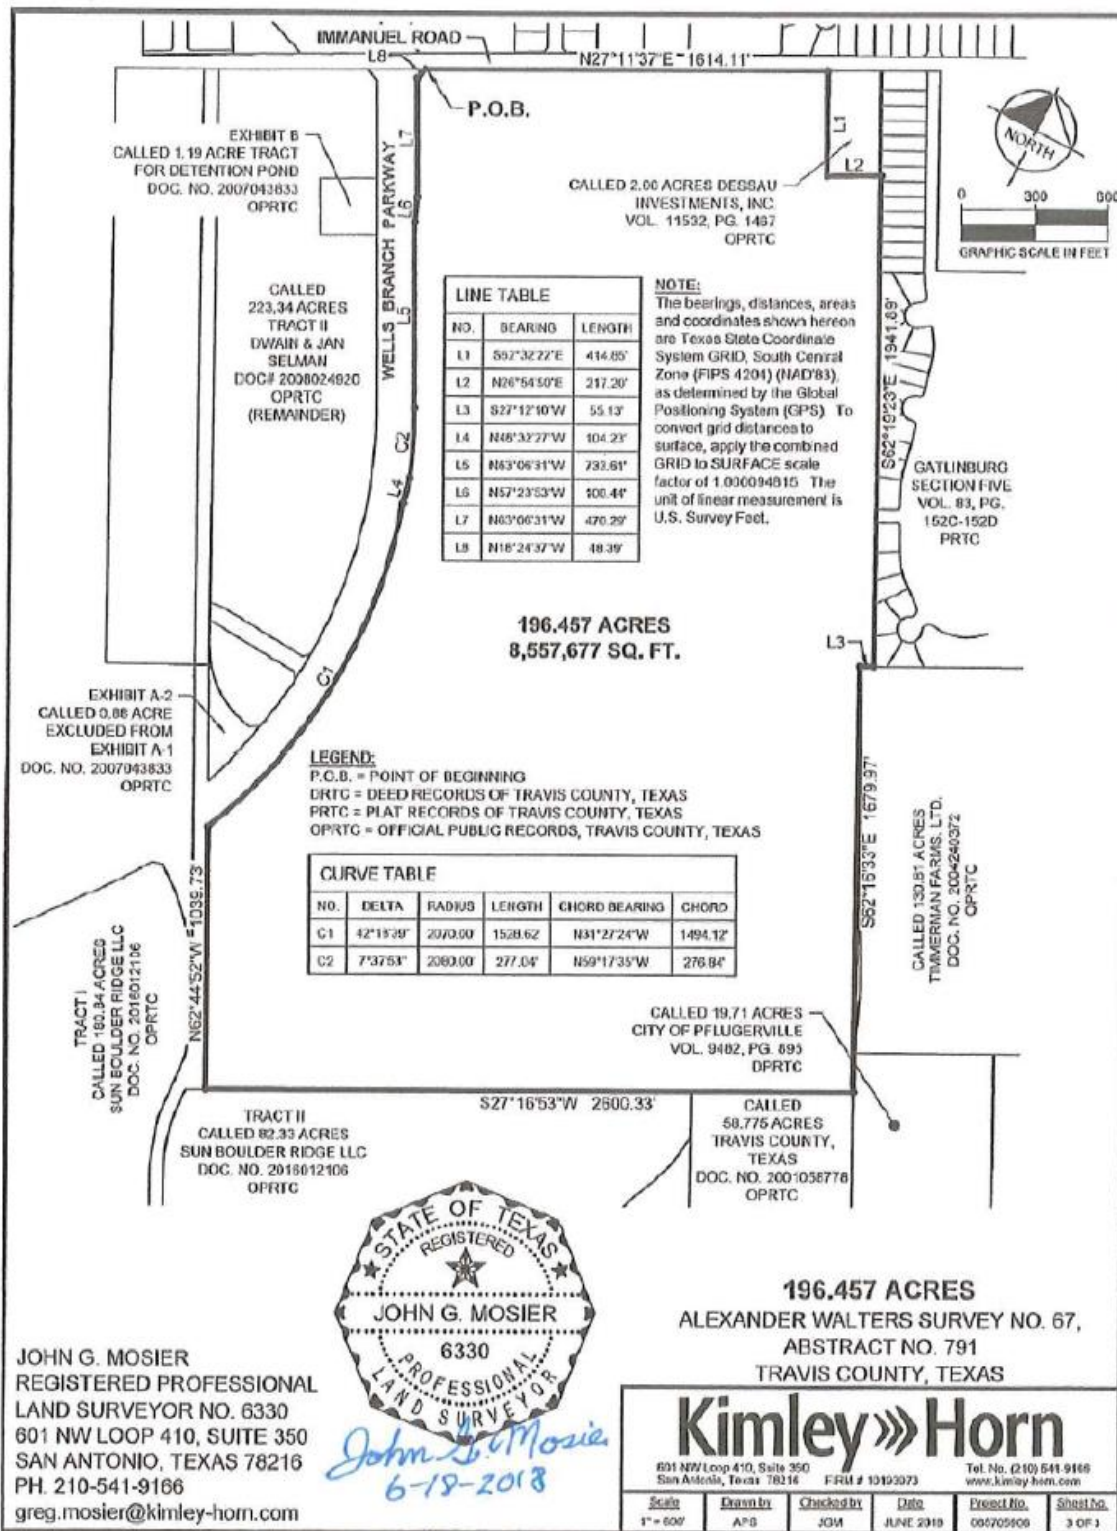 IMMANUEL ROAD
L8
N27°11'37"E 1614.11'
P.O.B.
L1
L2
L7
L6
WELLS BRANCH PARKWAY
L5
C2
L4
C1
EXHIBIT B
CALLED 1.19 ACRE TRACT
FOR DETENTION POND
DOC. NO. 2007043833
OPRTC
CALLED 2.00 ACRES DESSAU
INVESTMENTS, INC.
VOL. 11532, PG. 1467
OPRTC
NORTH
0 300 600
GRAPHIC SCALE IN FEET
CALLED
223.34 ACRES
TRACT II
DWAIN & JAN
SELMAN
DOC# 2008024920
OPRTC
(REMAINDER)
LINE TABLE
NO. BEARING LENGTH
L1 S62°32'22"E 414.85'
L2 N26°54'50"E 217.20'
L3 S27°12'10"W 55.13'
L4 N48°32'27"W 104.23'
L5 N63°06'31"W 733.61'
L6 N57°23'53"W 100.44'
L7 N63°06'31"W 470.29'
L8 N18°24'37"W 48.39'
NOTE:
The bearings, distances, areas
and coordinates shown hereon
are Texas State Coordinate
System GRID, South Central
Zone (FIPS 4204) (NAD'83),
as determined by the Global
Positioning System (GPS). To
convert grid distances to
surface, apply the combined
GRID to SURFACE scale
factor of 1.000094815 The
unit of linear measurement is
U.S. Survey Feet.
S62°19'23"E 1941.89'
GATLINBURG
SECTION FIVE
VOL. 83, PG.
152C-152D
PRTC
196.457 ACRES
8,557,677 SQ. FT.
L3
EXHIBIT A-2
CALLED 0.88 ACRE
EXCLUDED FROM
EXHIBIT A-1
DOC. NO. 2007043833
OPRTC
LEGEND:
P.O.B. = POINT OF BEGINNING
DRTC = DEED RECORDS OF TRAVIS COUNTY, TEXAS
PRTC = PLAT RECORDS OF TRAVIS COUNTY, TEXAS
OPRTC = OFFICIAL PUBLIC RECORDS, TRAVIS COUNTY, TEXAS
S62°16'33"E 1679.97'
CALLED 130.81 ACRES
TIMMERMAN FARMS, LTD.
DOC. NO. 2004240372
OPRTC
CURVE TABLE
NO. DELTA RADIUS LENGTH CHORD BEARING CHORD
C1 42°18'39" 2070.00' 1528.62' N31°27'24"W 1494.12'
C2 7°37'53" 2080.00' 277.04' N59°17'35"W 276.84'
N62°44'52"W 1039.73'
TRACT I
CALLED 180.84 ACRES
SUN BOULDER RIDGE LLC
DOC. NO. 2016012106
OPRTC
CALLED 19.71 ACRES
CITY OF PFLUGERVILLE
VOL. 9482, PG. 895
DPRTC
S27°16'53"W 2600.33'
TRACT II
CALLED 82.33 ACRES
SUN BOULDER RIDGE LLC
DOC. NO. 2016012106
OPRTC
CALLED
58.775 ACRES
TRAVIS COUNTY,
TEXAS
DOC. NO. 2001058778
OPRTC
STATE OF TEXAS
REGISTERED
JOHN G. MOSIER
6330
PROFESSIONAL
LAND SURVEYOR
John G. Mosier
6-18-2018
JOHN G. MOSIER
REGISTERED PROFESSIONAL
LAND SURVEYOR NO. 6330
601 NW LOOP 410, SUITE 350
SAN ANTONIO, TEXAS 78216
PH. 210-541-9166
greg.mosier@kimley-horn.com
196.457 ACRES
ALEXANDER WALTERS SURVEY NO. 67,
ABSTRACT NO. 791
TRAVIS COUNTY, TEXAS
Kimley»Horn
601 NW Loop 410, Suite 350
San Antonio, Texas 78216 FIRM # 10193973
Tel. No. (210) 541-9166
www.kimley-horn.com
Scale Drawn by Checked by Date Project No. Sheet No.
1" = 600' APG JGM JUNE 2018 3 OF 3